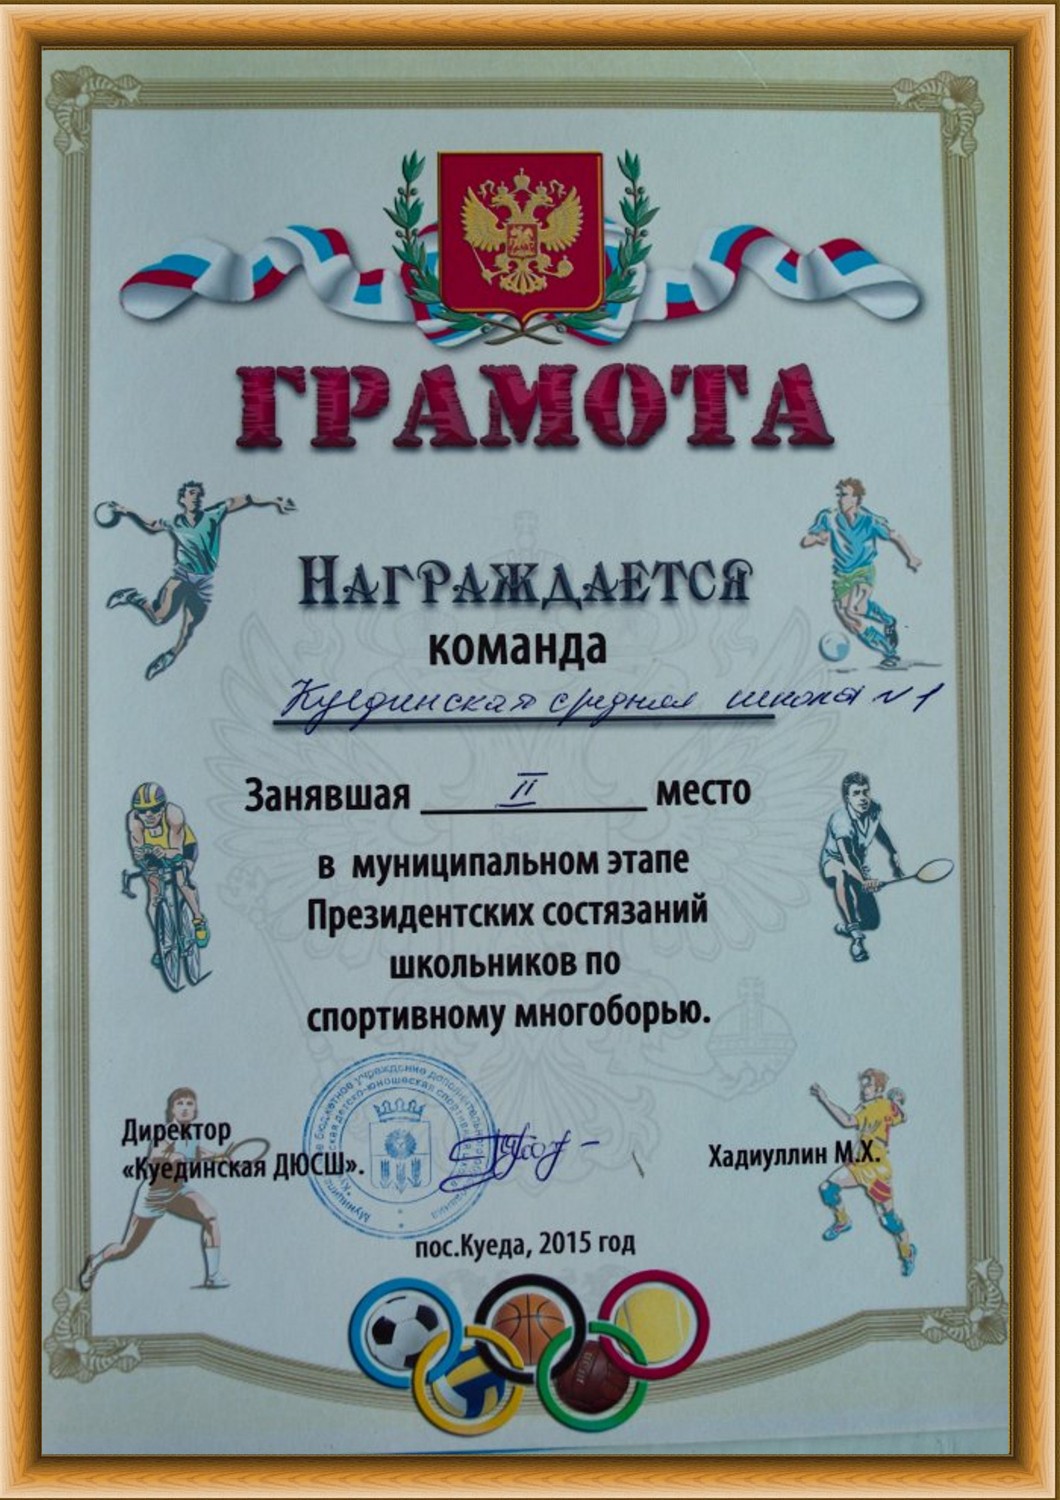 ГРАМОТА
НАГРАЖДАЕТСЯ
команда
Куединская средняя школа №1
Занявшая II место
в муниципальном этапе
Президентских состязаний
школьников по
спортивному многоборью.
Директор
«Куединская ДЮСШ».
Хадиуллин М.Х.
пос.Куеда, 2015 год